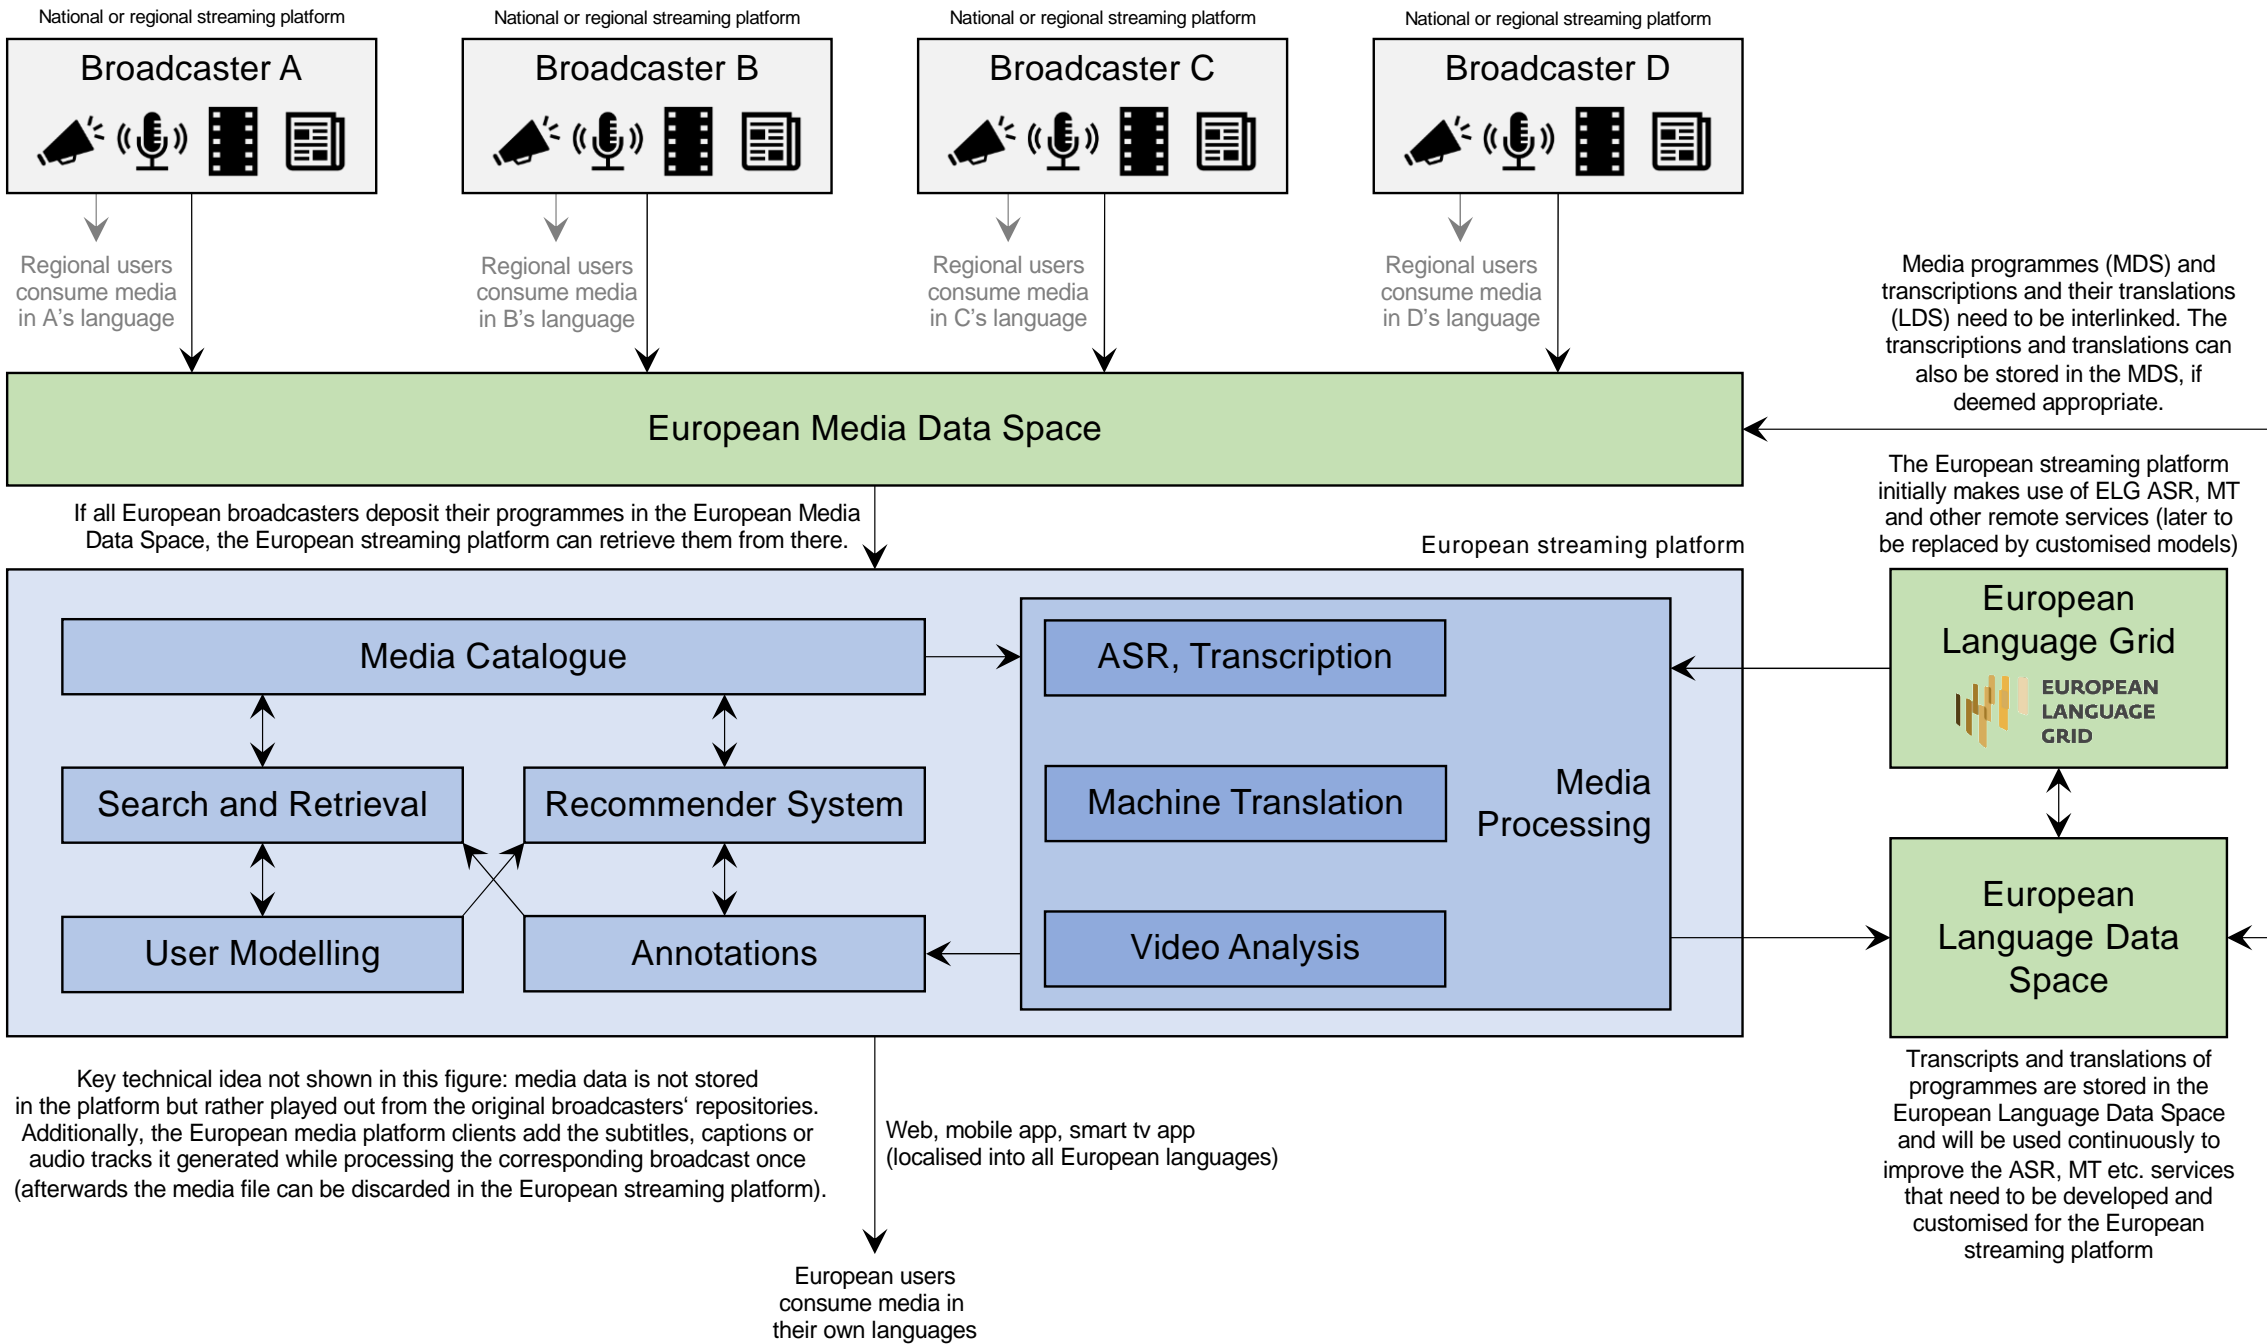 National or regional streaming platform
National or regional streaming platform
National or regional streaming platform
National or regional streaming platform
Broadcaster A
Broadcaster B
Broadcaster C
Broadcaster D
Regional users
consume media
in A's language
Regional users
consume media
in B's language
Regional users
consume media
in C's language
Regional users
consume media
in D's language
Media programmes (MDS) and
transcriptions and their translations
(LDS) need to be interlinked. The
transcriptions and translations can
also be stored in the MDS, if
deemed appropriate.
European Media Data Space
If all European broadcasters deposit their programmes in the European Media
Data Space, the European streaming platform can retrieve them from there.
European streaming platform
The European streaming platform
initially makes use of ELG ASR, MT
and other remote services (later to
be replaced by customised models)
Media Catalogue
Search and Retrieval
Recommender System
User Modelling
Annotations
ASR, Transcription
Machine Translation
Video Analysis
Media
Processing
European
Language Grid
EUROPEAN
LANGUAGE
GRID
European
Language Data
Space
Key technical idea not shown in this figure: media data is not stored
in the platform but rather played out from the original broadcasters‘ repositories.
Additionally, the European media platform clients add the subtitles, captions or
audio tracks it generated while processing the corresponding broadcast once
(afterwards the media file can be discarded in the European streaming platform).
Web, mobile app, smart tv app
(localised into all European languages)
Transcripts and translations of
programmes are stored in the
European Language Data Space
and will be used continuously to
improve the ASR, MT etc. services
that need to be developed and
customised for the European
streaming platform
European users
consume media in
their own languages